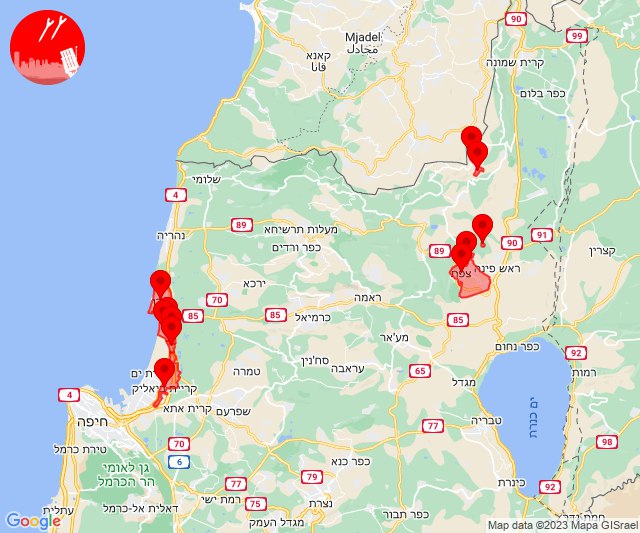 90
Mjadel
مجادل
מג'אדל
99
קרית שמונה
קאנא
قانا
כפר בלום
שלומי
4
89
מעלות תרשיחא
91
נהריה
89
90
כפר ורדים
קצרין
ראש פינה
צפת
ירכא
70
ראמה
85
85
כרמיאל
85
כפר נחום
מע'אר
92
סח'נין
עראבה
טמרה
65
מגדל
רמות
4
קרית אתא
שפרעם
טבריה
ים כנרת
חיפה
77
70
98
טירת כרמל
כפר כנא
6
גן לאומי
הר הכרמל
79
כינרת
77
רמת ישי
92
עתלית
דאלית אל-כרמל
75
נצרת
מגדל העמק
כפר תבור
Google
Map data ©2023 Mapa GISrael